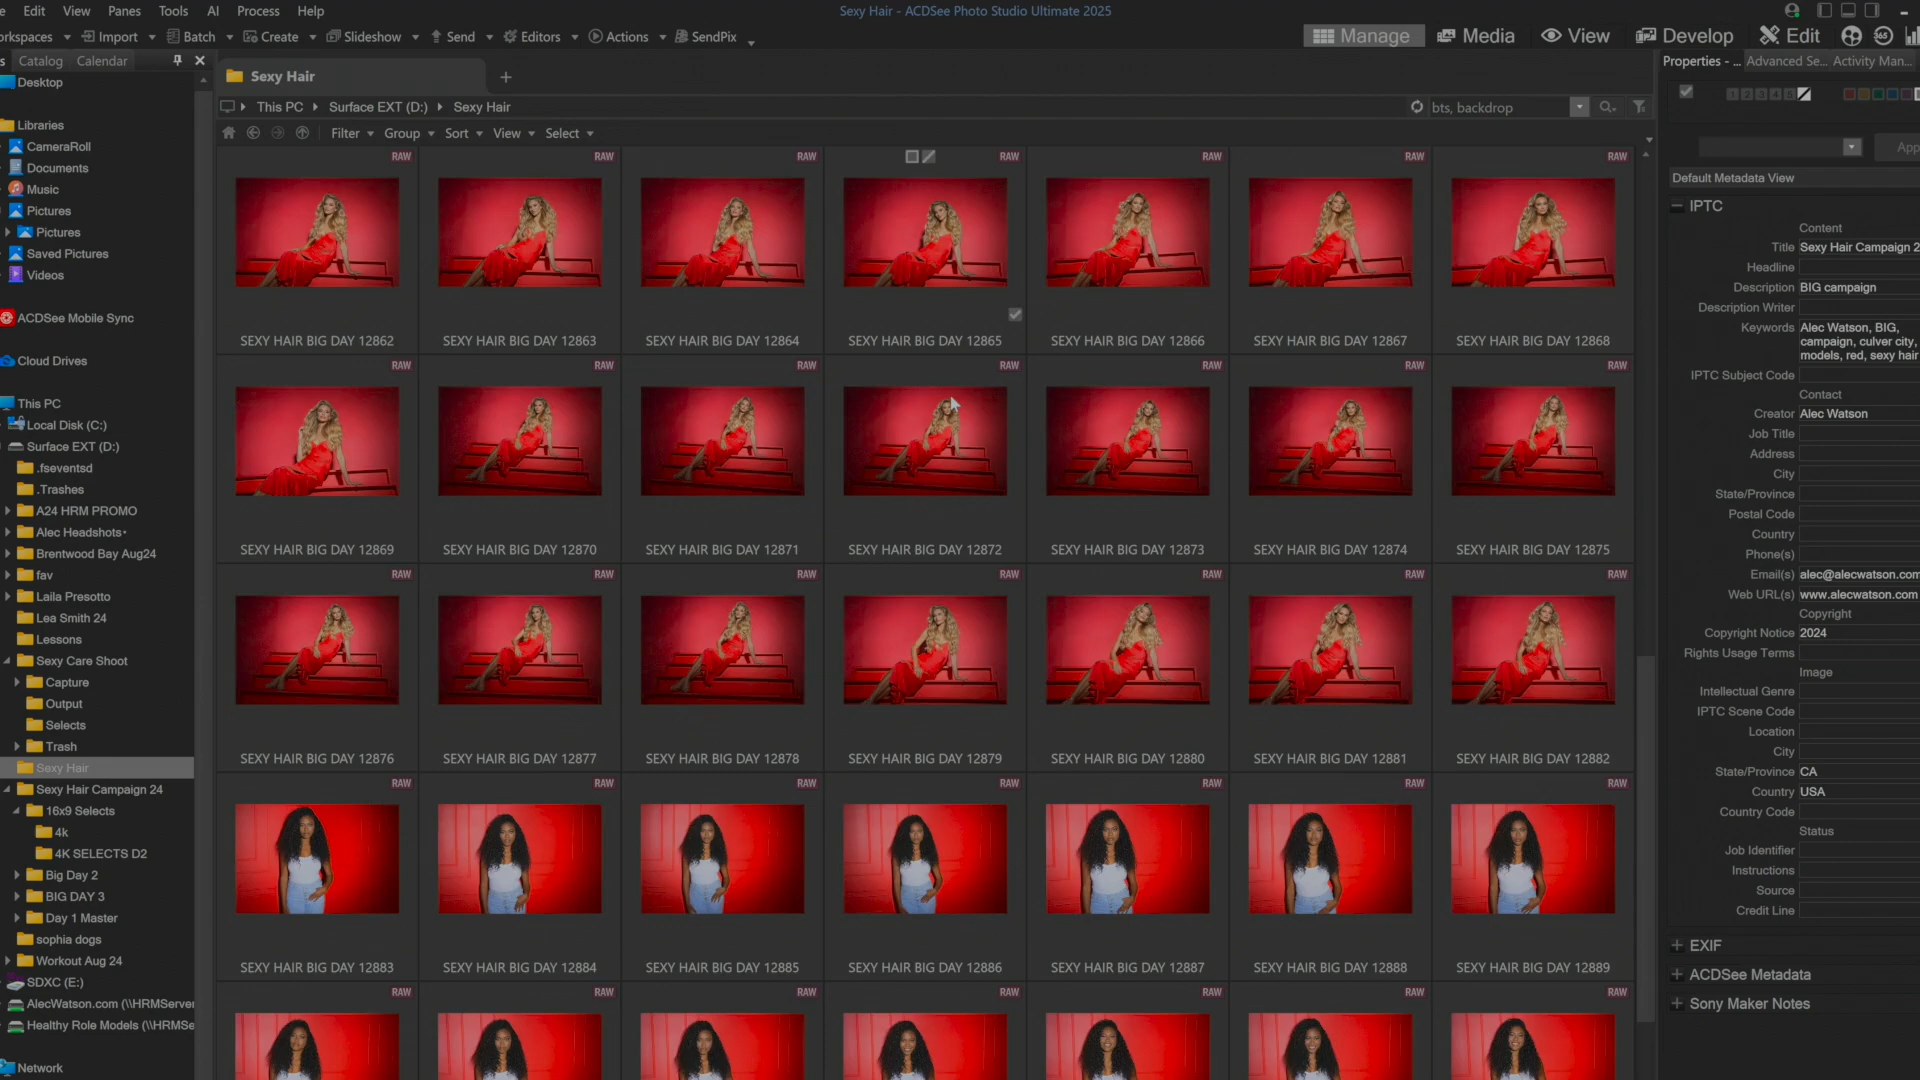 Edit View Panes Tools AI Process Help
Sexy Hair - ACDSee Photo Studio Ultimate 2025
Import Batch Create Slideshow Send Editors Actions SendPix
Manage Media View Develop Edit 365
Catalog Calendar
Sexy Hair
Properties - ... Advanced Se... Activity Man...
This PC Surface EXT (D:) Sexy Hair
bts, backdrop
Filter Group Sort View Select
Desktop
Libraries
CameraRoll
Documents
Music
Pictures
Pictures
Saved Pictures
Videos
ACDSee Mobile Sync
Cloud Drives
This PC
Local Disk (C:)
Surface EXT (D:)
.fseventsd
.Trashes
A24 HRM PROMO
Alec Headshots•
Brentwood Bay Aug24
fav
Laila Presotto
Lea Smith 24
Lessons
Sexy Care Shoot
Capture
Output
Selects
Trash
Sexy Hair
Sexy Hair Campaign 24
16x9 Selects
4k
4K SELECTS D2
Big Day 2
BIG DAY 3
Day 1 Master
sophia dogs
Workout Aug 24
SDXC (E:)
AlecWatson.com (\\HRMServer
Healthy Role Models (\\HRMSe
Network
RAW RAW RAW RAW RAW RAW RAW
SEXY HAIR BIG DAY 12862 SEXY HAIR BIG DAY 12863 SEXY HAIR BIG DAY 12864 SEXY HAIR BIG DAY 12865 SEXY HAIR BIG DAY 12866 SEXY HAIR BIG DAY 12867 SEXY HAIR BIG DAY 12868
RAW RAW RAW RAW RAW RAW RAW
SEXY HAIR BIG DAY 12869 SEXY HAIR BIG DAY 12870 SEXY HAIR BIG DAY 12871 SEXY HAIR BIG DAY 12872 SEXY HAIR BIG DAY 12873 SEXY HAIR BIG DAY 12874 SEXY HAIR BIG DAY 12875
RAW RAW RAW RAW RAW RAW RAW
SEXY HAIR BIG DAY 12876 SEXY HAIR BIG DAY 12877 SEXY HAIR BIG DAY 12878 SEXY HAIR BIG DAY 12879 SEXY HAIR BIG DAY 12880 SEXY HAIR BIG DAY 12881 SEXY HAIR BIG DAY 12882
RAW RAW RAW RAW RAW RAW RAW
SEXY HAIR BIG DAY 12883 SEXY HAIR BIG DAY 12884 SEXY HAIR BIG DAY 12885 SEXY HAIR BIG DAY 12886 SEXY HAIR BIG DAY 12887 SEXY HAIR BIG DAY 12888 SEXY HAIR BIG DAY 12889
RAW RAW RAW RAW RAW RAW RAW
1 2 3 4 5
App
Default Metadata View
IPTC
Content
Title Sexy Hair Campaign 2
Headline
Description BIG campaign
Description Writer
Keywords Alec Watson, BIG,
campaign, culver city,
models, red, sexy hair
IPTC Subject Code
Contact
Creator Alec Watson
Job Title
Address
City
State/Province
Postal Code
Country
Phone(s)
Email(s) alec@alecwatson.com
Web URL(s) www.alecwatson.com
Copyright
Copyright Notice 2024
Rights Usage Terms
Image
Intellectual Genre
IPTC Scene Code
Location
City
State/Province CA
Country USA
Country Code
Status
Job Identifier
Instructions
Source
Credit Line
EXIF
ACDSee Metadata
Sony Maker Notes